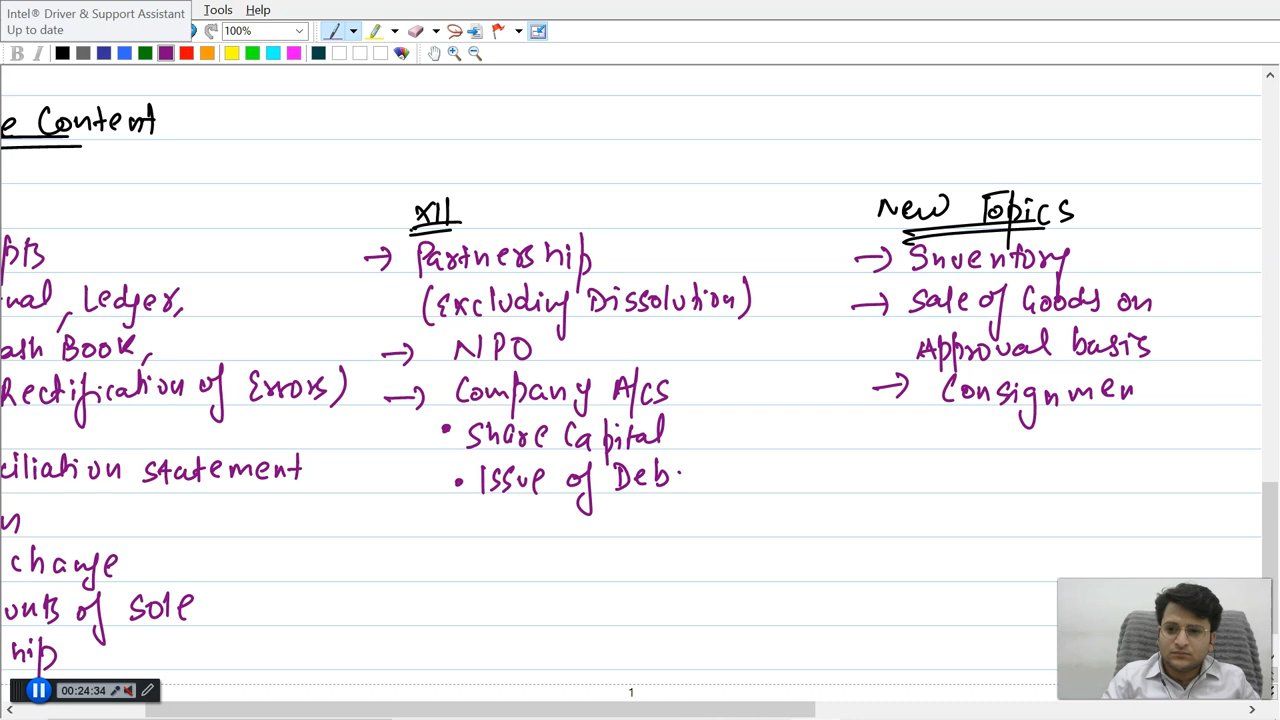 Intel® Driver & Support Assistant
Up to date
Tools Help
100%
B I
e Content
XII
New Topics
pts
→ Partnership
→ Inventory
nal, Ledger,
(Excluding Dissolution)
→ Sale of Goods on
Approval basis
ash Book,
→ NPO
Rectification of Errors)
→ Company A/cs
→ Consignmen
• Share Capital
ciliation statement
• Issue of Deb.
n
change
unts of sole
hip
00:24:34
1